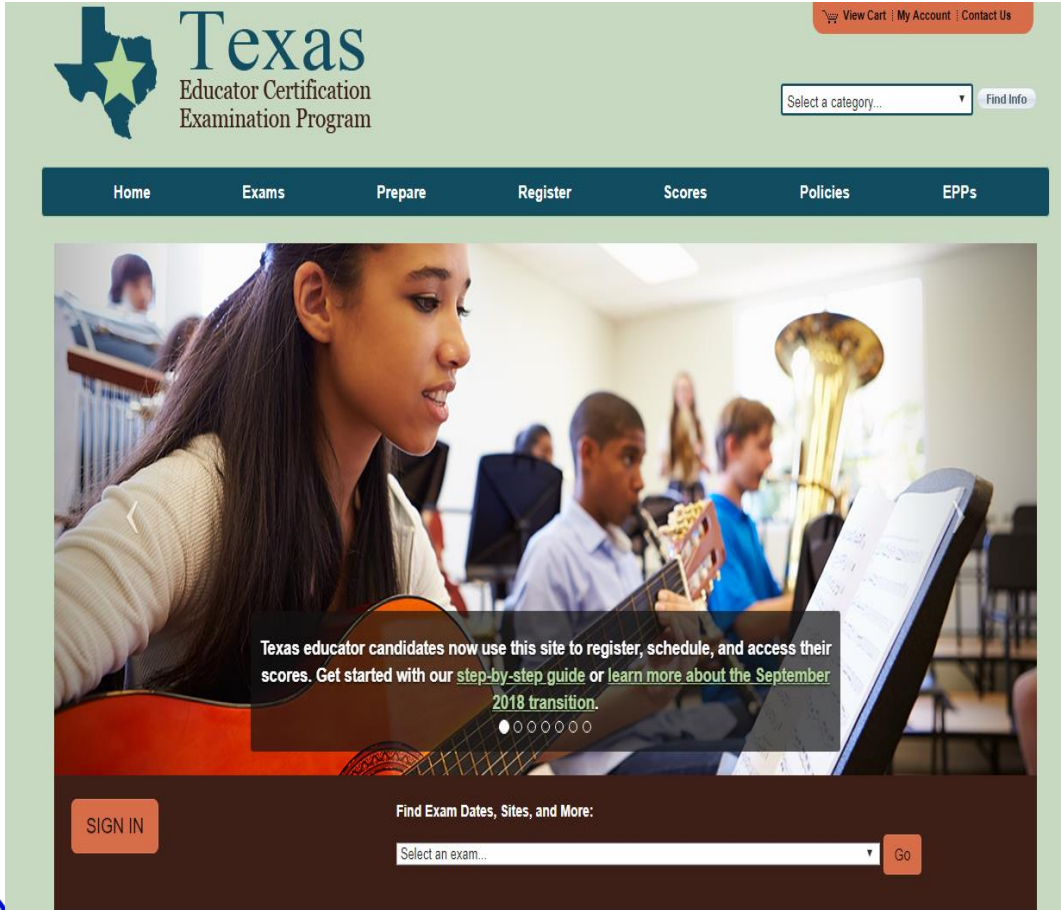 View Cart | My Account | Contact Us
Texas
Educator Certification
Examination Program
Select a category...
Find Info
Home Exams Prepare Register Scores Policies EPPs
Texas educator candidates now use this site to register, schedule, and access their
scores. Get started with our step-by-step guide or learn more about the September
2018 transition.
SIGN IN
Find Exam Dates, Sites, and More:
Select an exam...
Go